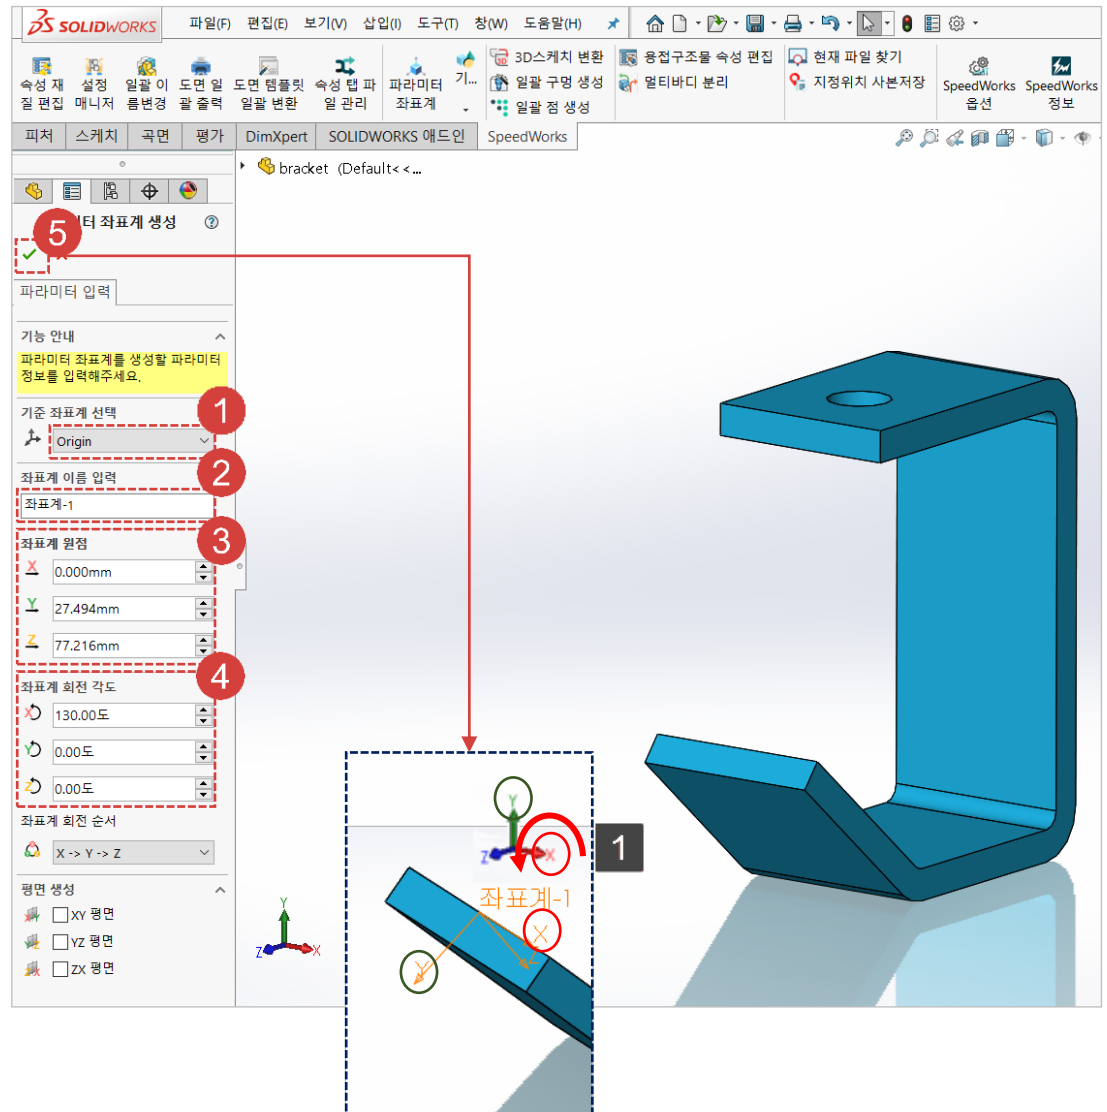 SOLIDWORKS
파일(F) 편집(E) 보기(V) 삽입(I) 도구(T) 창(W) 도움말(H)
속성 재질 편집
설정 매니저
일괄 이름변경
도면 일괄 출력
도면 템플릿 일괄 변환
속성 탭 파일 관리
파라미터 좌표계
기...
3D스케치 변환
일괄 구멍 생성
일괄 점 생성
용접구조물 속성 편집
멀티바디 분리
현재 파일 찾기
지정위치 사본저장
SpeedWorks 옵션
SpeedWorks 정보
피처 스케치 곡면 평가 DimXpert SOLIDWORKS 애드인 SpeedWorks
bracket (Default<<...
미터 좌표계 생성
5
파라미터 입력
기능 안내
파라미터 좌표계를 생성할 파라미터
정보를 입력해주세요.
기준 좌표계 선택
1
Origin
좌표계 이름 입력
2
좌표계-1
좌표계 원점
3
X 0.000mm
Y 27.494mm
Z 77.216mm
좌표계 회전 각도
4
X 130.00도
Y 0.00도
Z 0.00도
좌표계 회전 순서
X -> Y -> Z
평면 생성
XY 평면
YZ 평면
ZX 평면
Y
Z
X
Y
Z
X
1
좌표계-1
X
Y
Z